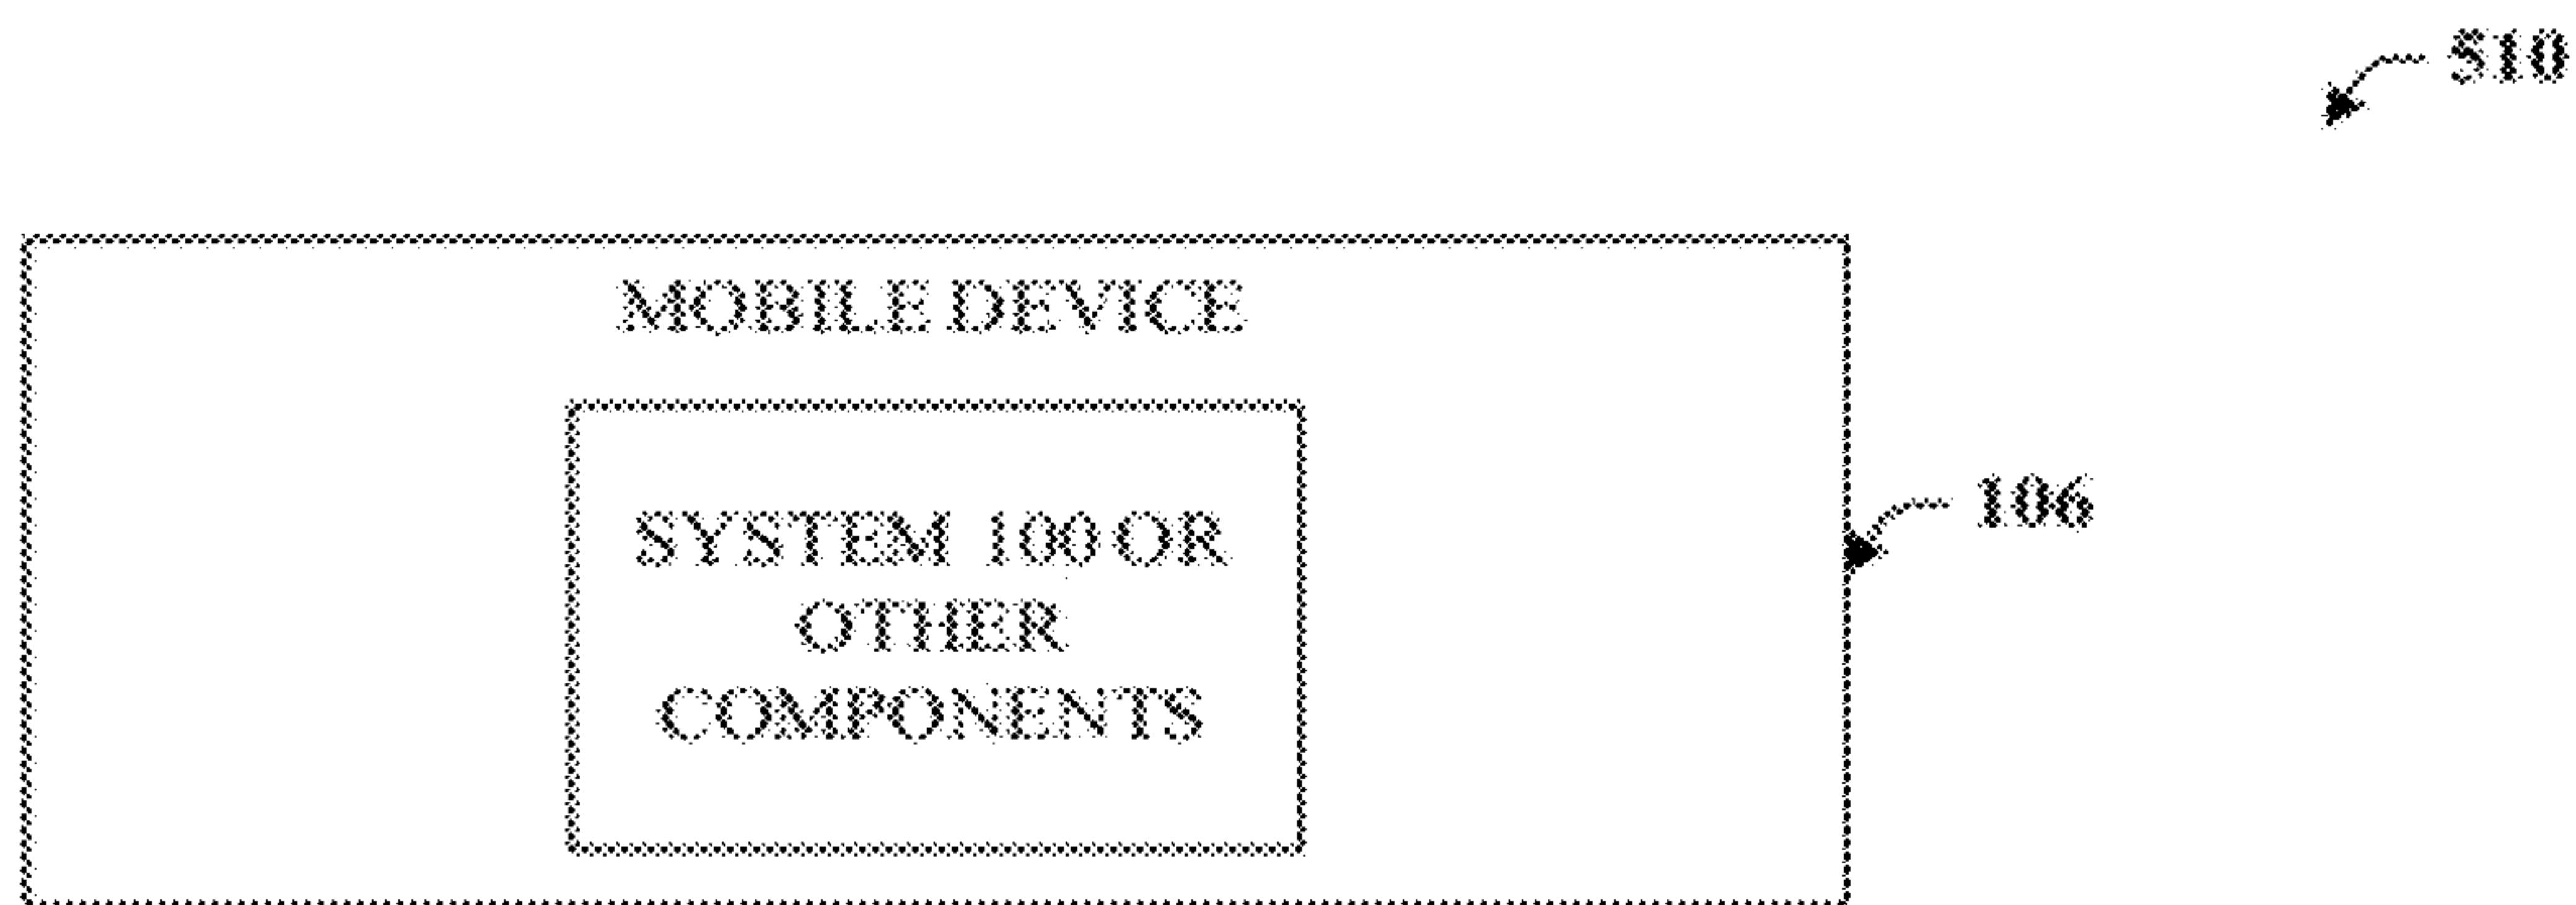 510
MOBILE DEVICE
SYSTEM 100 OR
OTHER
COMPONENTS
106